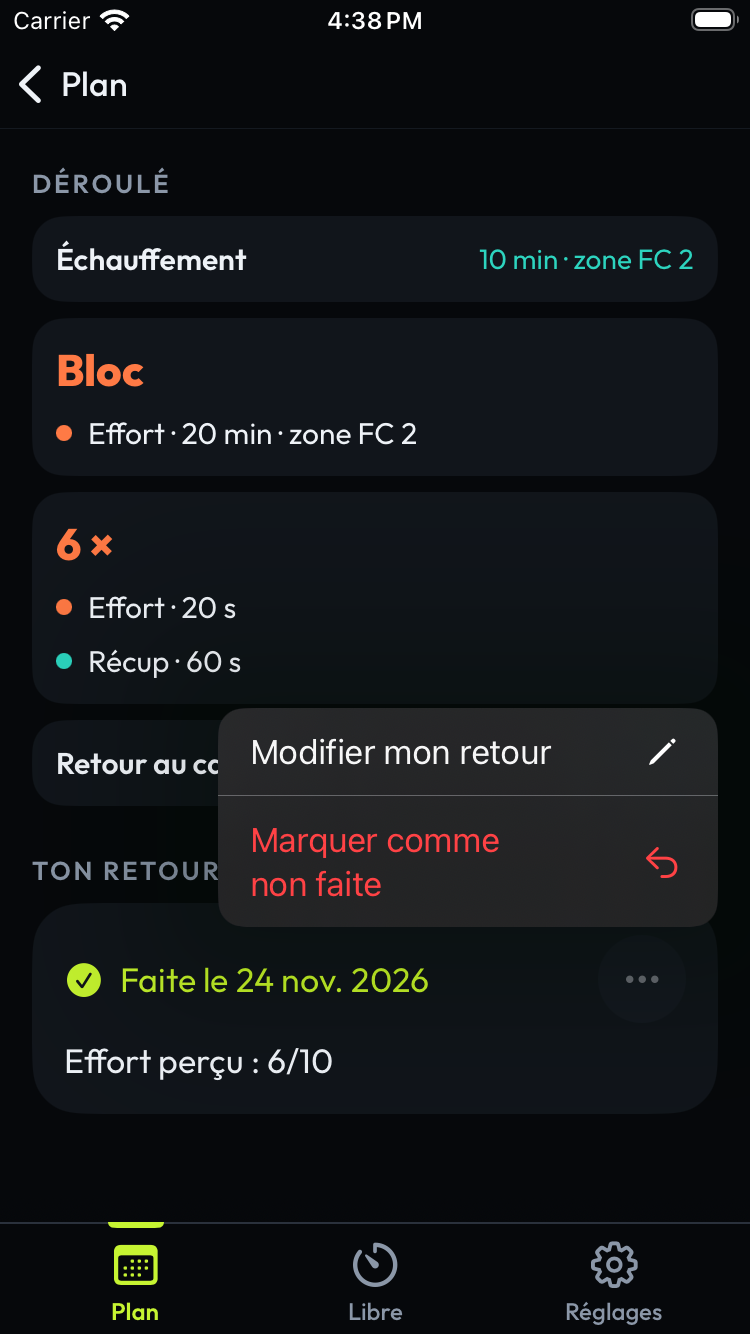 Carrier 4:38 PM
Plan
DÉROULÉ
Échauffement 10 min · zone FC 2
Bloc
Effort · 20 min · zone FC 2
6 ×
Effort · 20 s
Récup · 60 s
Retour au
Modifier mon retour
Marquer comme
non faite
TON RETOUR
Faite le 24 nov. 2026
Effort perçu : 6/10
Plan Libre Réglages